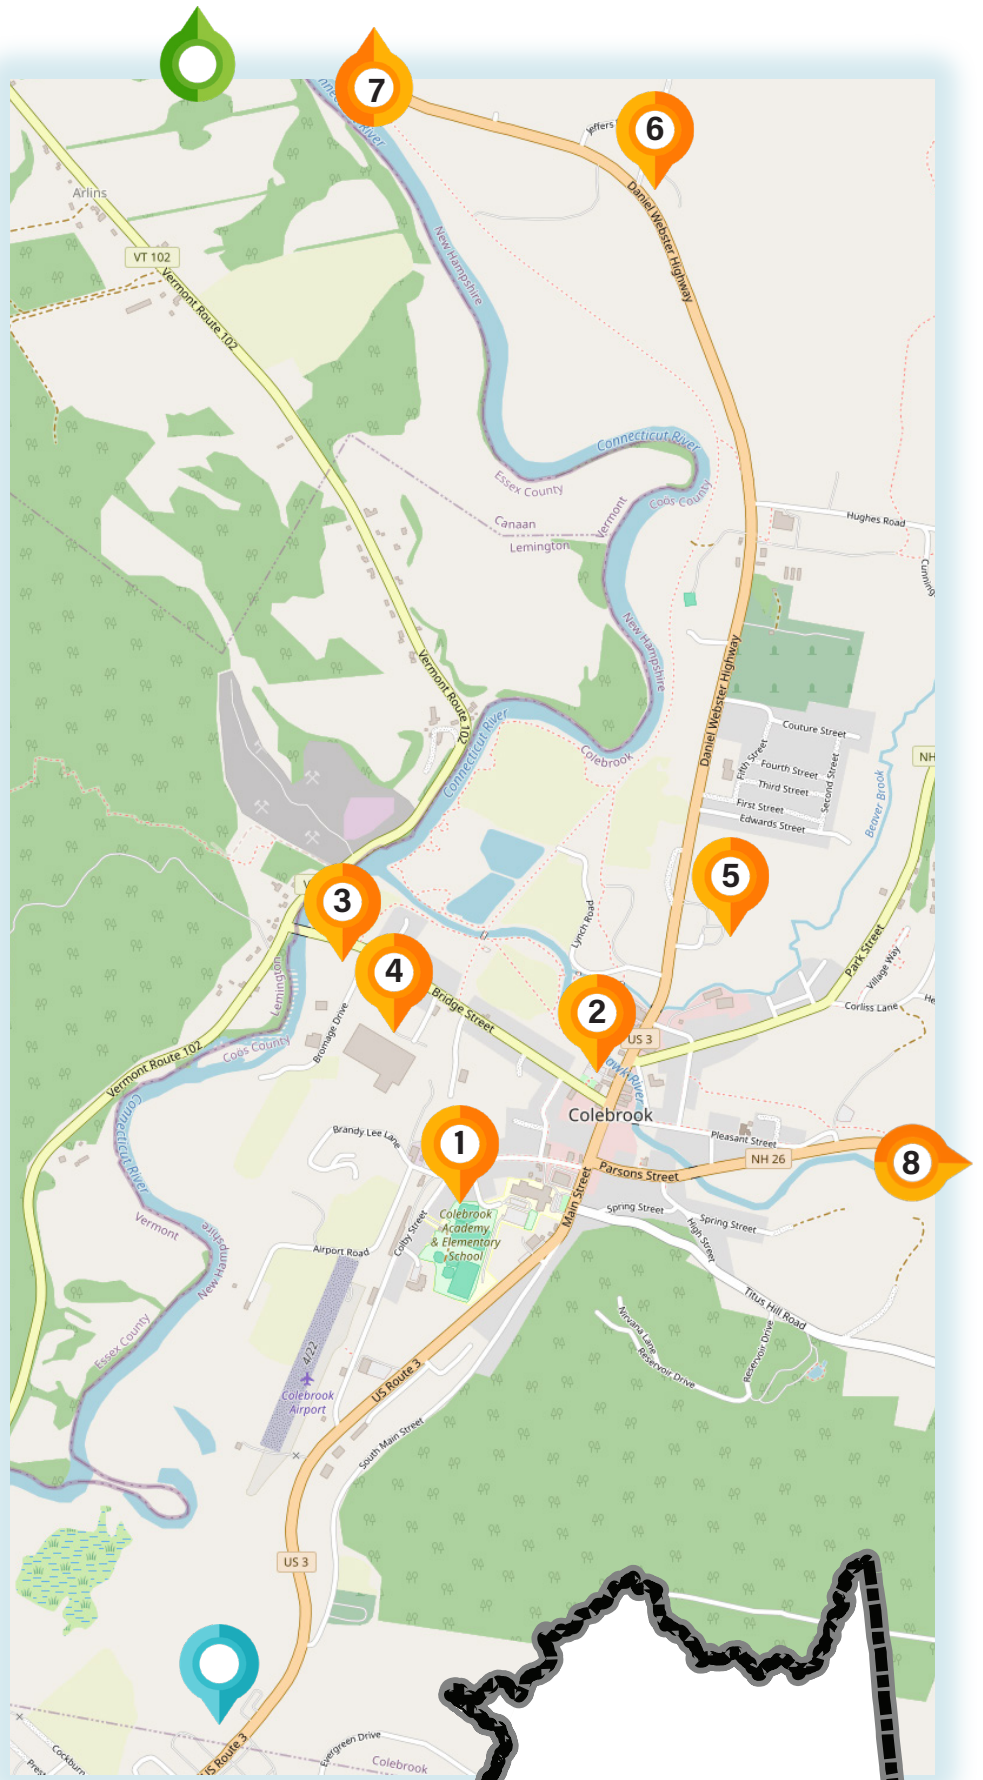 7
6
Jeffers
Connecticut River
Daniel Webster Highway
Arlins
VT 102
New Hampshire
Vermont Route 102
Connecticut River
Essex County
Coös County
Vermont
Canaan
Lemington
Hughes Road
New Hampshire
Vermont Route 102
Daniel Webster Highway
Connecticut River
Colebrook
Couture Street
Fifth Street
Fourth Street
Third Street
Second Street
First Street
Edwards Street
NH
Beaver Brook
5
3
4
2
Lynch Road
Park Street
Village Way
Corliss Lane
Lemington
Bridge Street
Bromage Drive
US 3
Coös County
Vermont Route 102
Colebrook
Connecticut River
1
Brandy Lee Lane
Pleasant Street
NH 26
8
Parsons Street
Main Street
Spring Street
Spring Street
High Street
Colebrook
Academy
& Elementary
School
Colby Street
Airport Road
Vermont
New Hampshire
Titus Hill Road
Nirvana Lane
Reservoir Drive
Reservoir Drive
Essex County
4/22
Colebrook
Airport
US Route 3
South Main Street
US 3
US Route 3
Evergreen Drive
Colebrook